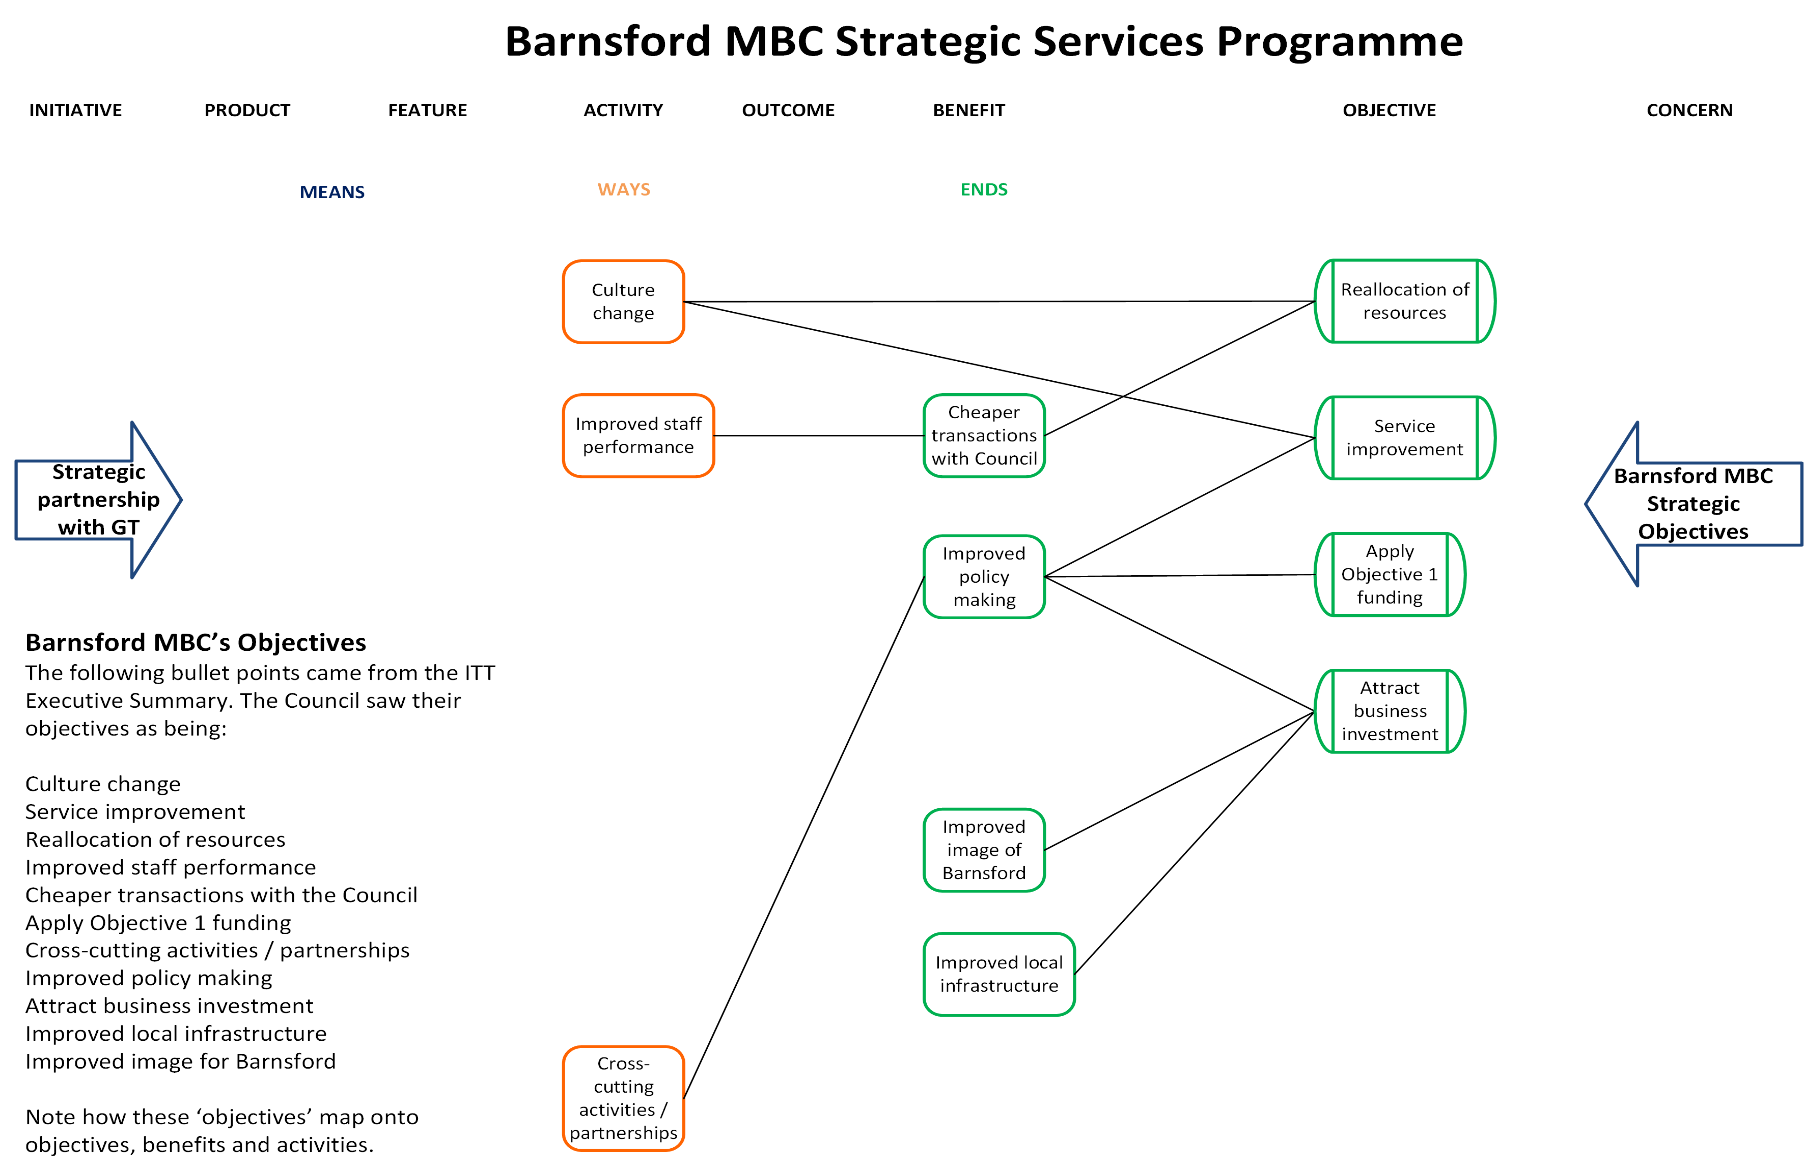 Barnsford MBC Strategic Services Programme
INITIATIVE PRODUCT FEATURE ACTIVITY OUTCOME BENEFIT OBJECTIVE CONCERN
MEANS WAYS ENDS
Culture
change
Reallocation of
resources
Improved staff
performance
Cheaper
transactions
with Council
Service
improvement
Strategic
partnership
with GT
Barnsford MBC
Strategic
Objectives
Improved
policy
making
Apply
Objective 1
funding
Attract
business
investment
Improved
image of
Barnsford
Improved local
infrastructure
Cross-
cutting
activities /
partnerships
Barnsford MBC’s Objectives
The following bullet points came from the ITT
Executive Summary. The Council saw their
objectives as being:
Culture change
Service improvement
Reallocation of resources
Improved staff performance
Cheaper transactions with the Council
Apply Objective 1 funding
Cross-cutting activities / partnerships
Improved policy making
Attract business investment
Improved local infrastructure
Improved image for Barnsford
Note how these ‘objectives’ map onto
objectives, benefits and activities.